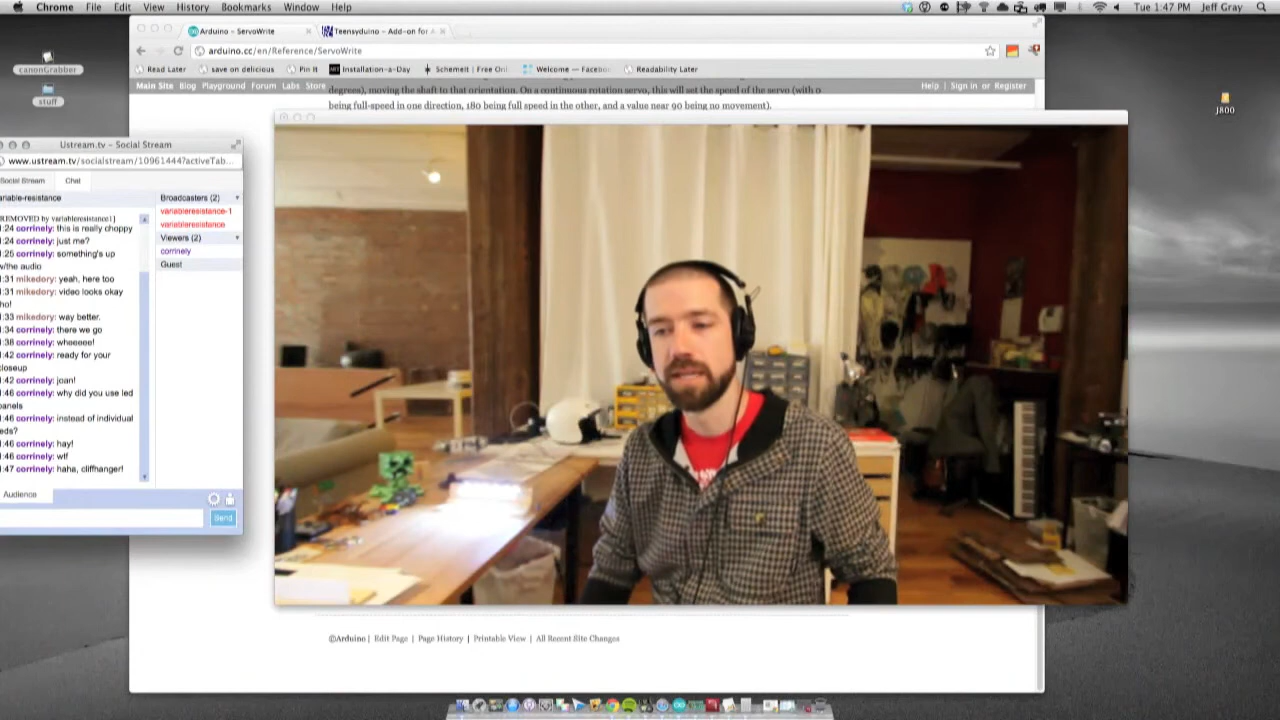 Chrome File Edit View History Bookmarks Window Help
Tue 1:47 PM Jeff Gray
Arduino - ServoWrite
Teensyduino - Add-on for A
arduino.cc/en/Reference/ServoWrite
Read Later save on delicious Pin It Installation-a-Day SchemeIt | Free Onl Welcome — Facebo Readability Later
Main Site Blog Playground Forum Labs Store
Help | Sign in or Register
degrees), moving the shaft to that orientation. On a continuous rotation servo, this will set the speed of the servo (with 0
being full-speed in one direction, 180 being full speed in the other, and a value near 90 being no movement).
canonGrabber
stuff
J800
Ustream.tv - Social Stream
www.ustream.tv/socialstream/10961444?activeTab...
Social Stream Chat
variable-resistance
REMOVED by variableresistance1]
:24 corrinely: this is really choppy
:24 corrinely: just me?
:25 corrinely: something's up
w/the audio
:31 mikedory: yeah, here too
:31 mikedory: video looks okay
ho!
:33 mikedory: way better.
:34 corrinely: there we go
:38 corrinely: wheeeee!
:42 corrinely: ready for your
closeup
:42 corrinely: joan!
:46 corrinely: why did you use led
panels
:46 corrinely: instead of individual
eds?
:46 corrinely: hay!
:46 corrinely: wtf
:47 corrinely: haha, cliffhanger!
Broadcasters (2)
variableresistance-1
variableresistance
Viewers (2)
corrinely
Guest
Audience
Send
©Arduino | Edit Page | Page History | Printable View | All Recent Site Changes